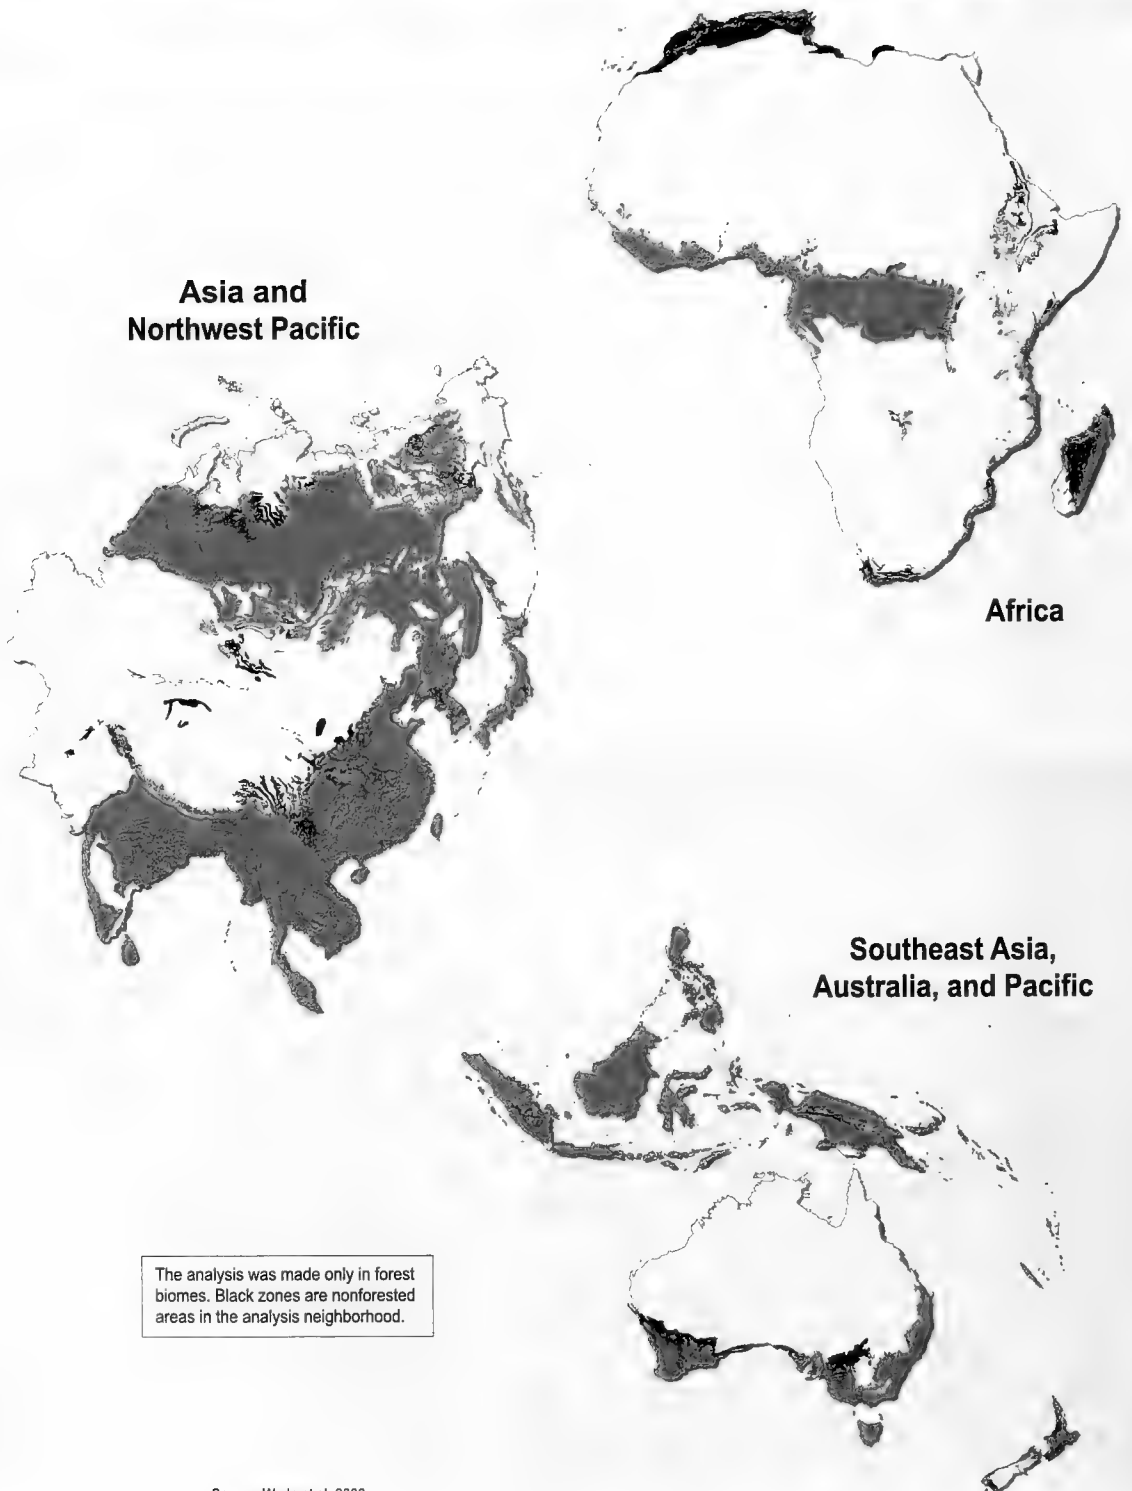 Asia and
Northwest Pacific
Africa
Southeast Asia,
Australia, and Pacific
The analysis was made only in forest
biomes. Black zones are nonforested
areas in the analysis neighborhood.